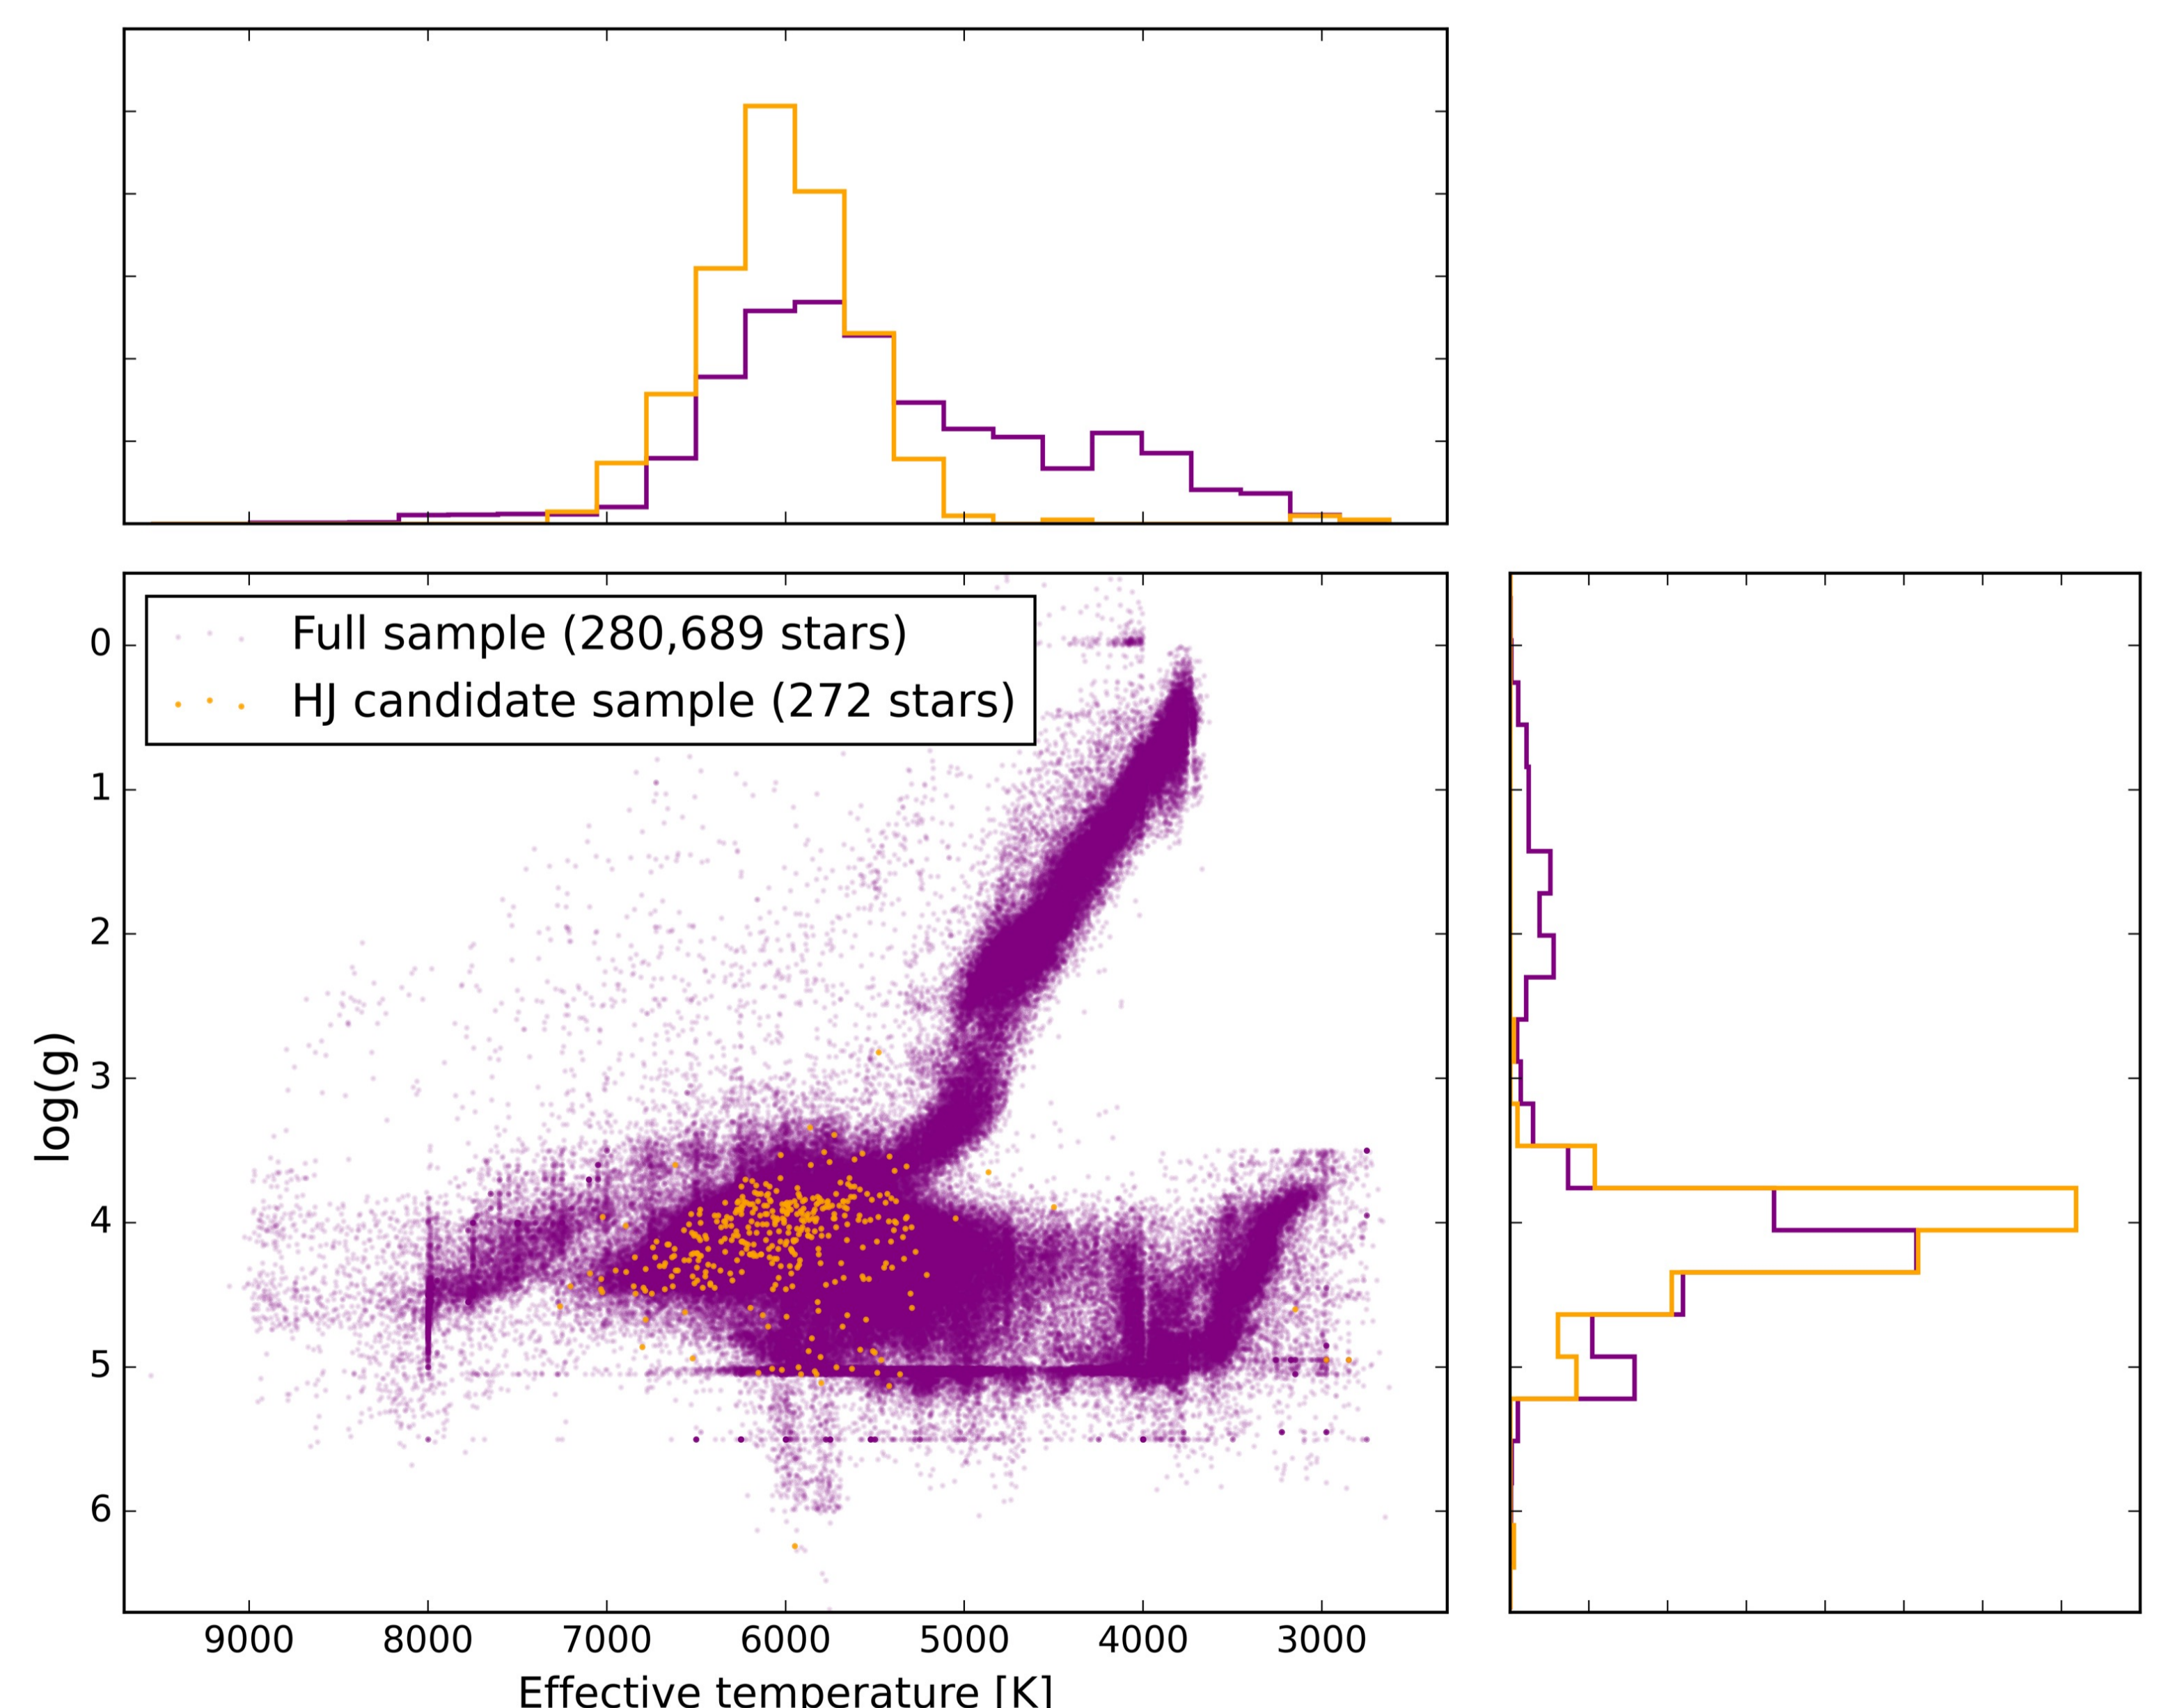 Full sample (280,689 stars)
HJ candidate sample (272 stars)
0
1
2
3
4
5
6
log(g)
9000 8000 7000 6000 5000 4000 3000
Effective temperature [K]